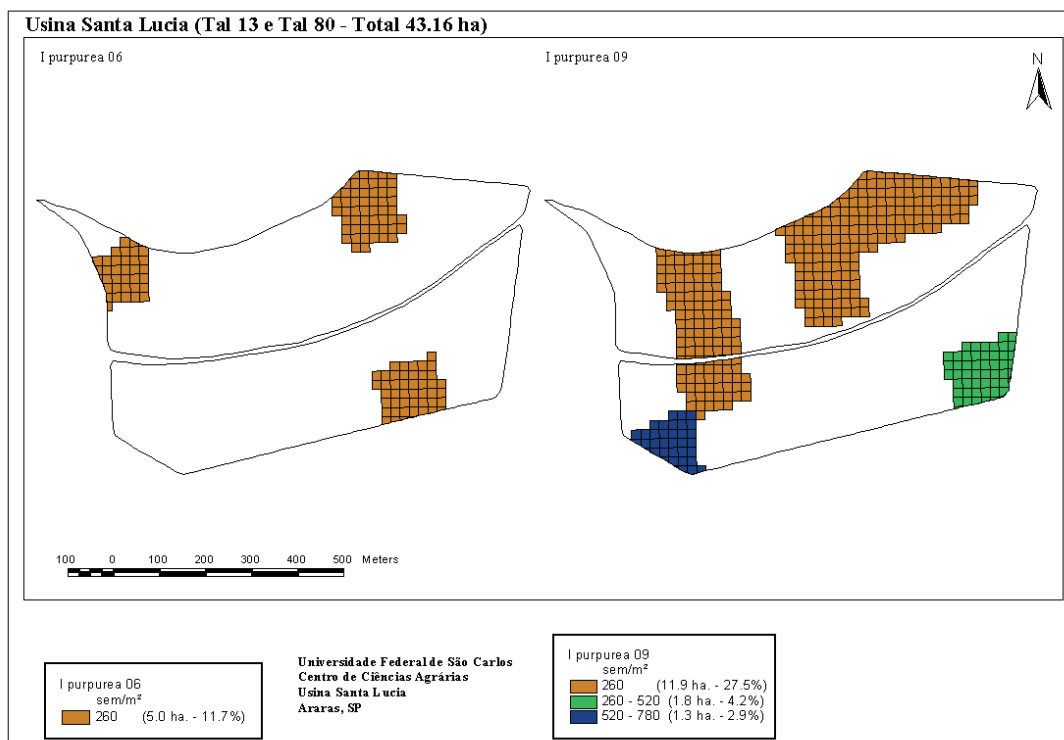 Usina Santa Lucia (Tal 13 e Tal 80 - Total 43.16 ha)
I purpurea 06
I purpurea 09
N
100 0 100 200 300 400 500 Meters
I purpurea 06
sem/m²
260 (5.0 ha. - 11.7%)
Universidade Federal de São Carlos
Centro de Ciências Agrárias
Usina Santa Lucia
Araras, SP
I purpurea 09
sem/m²
260 (11.9 ha. - 27.5%)
260 - 520 (1.8 ha. - 4.2%)
520 - 780 (1.3 ha. - 2.9%)